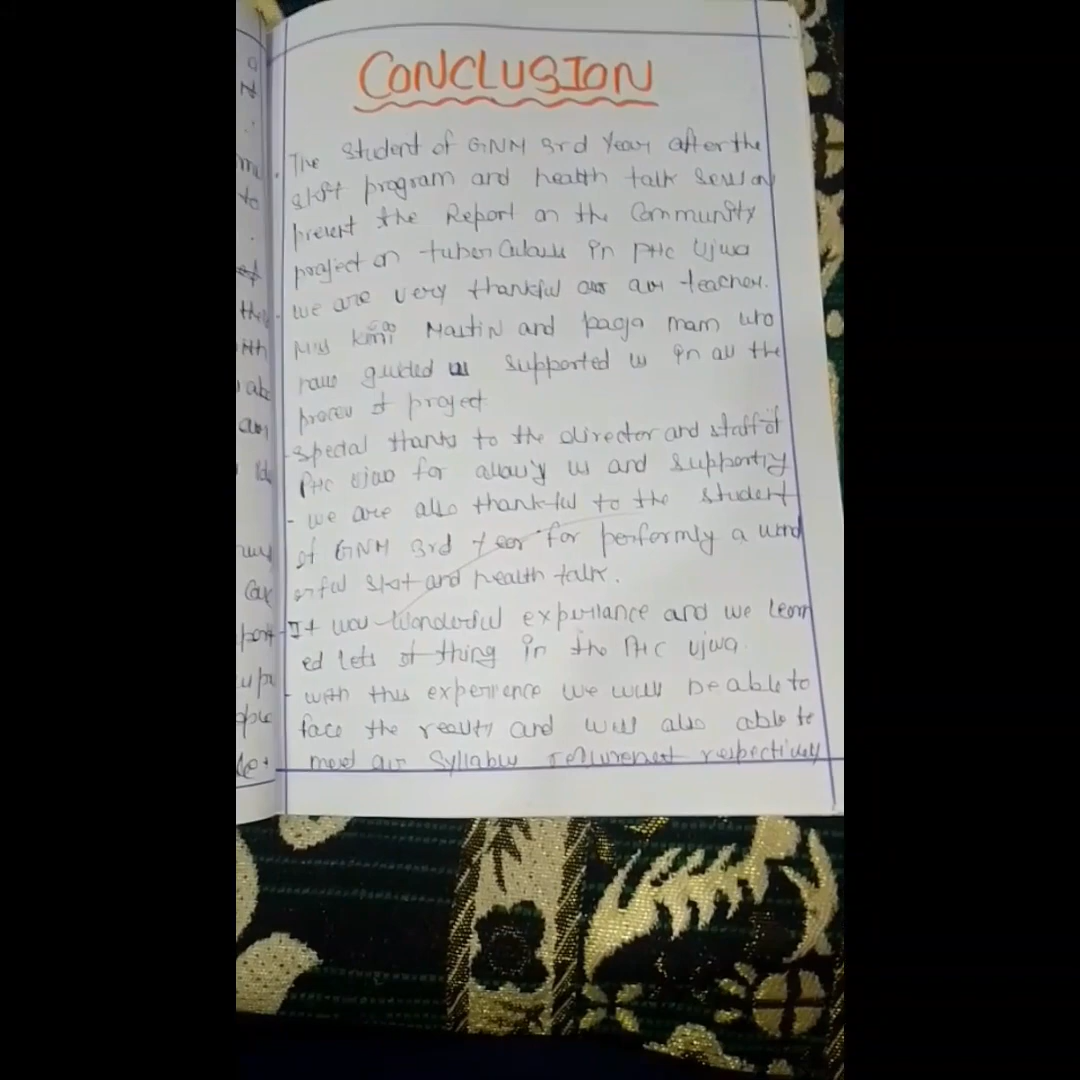 CONCLUSION
The student of GNM 3rd Year after the
skit program and health talk session
present the Report on the Community
project on tuberculosis in PHC Ujwa
- we are very thankful our teacher.
Miss Martin and mam who
have guided us supported us in all the
process of project
- special thanks to the director and staff of
PHC Ujwa for allowing us and supporting
- we are also thankful to the student
of GNM 3rd year for performly a wond
erful skit and health talk.
- It was wonderful experiance and we learn
ed lots of thing in the PHC Ujwa.
- with this experience we will be able to
face the reality and will also able to
meet our syllabus requirement respectively